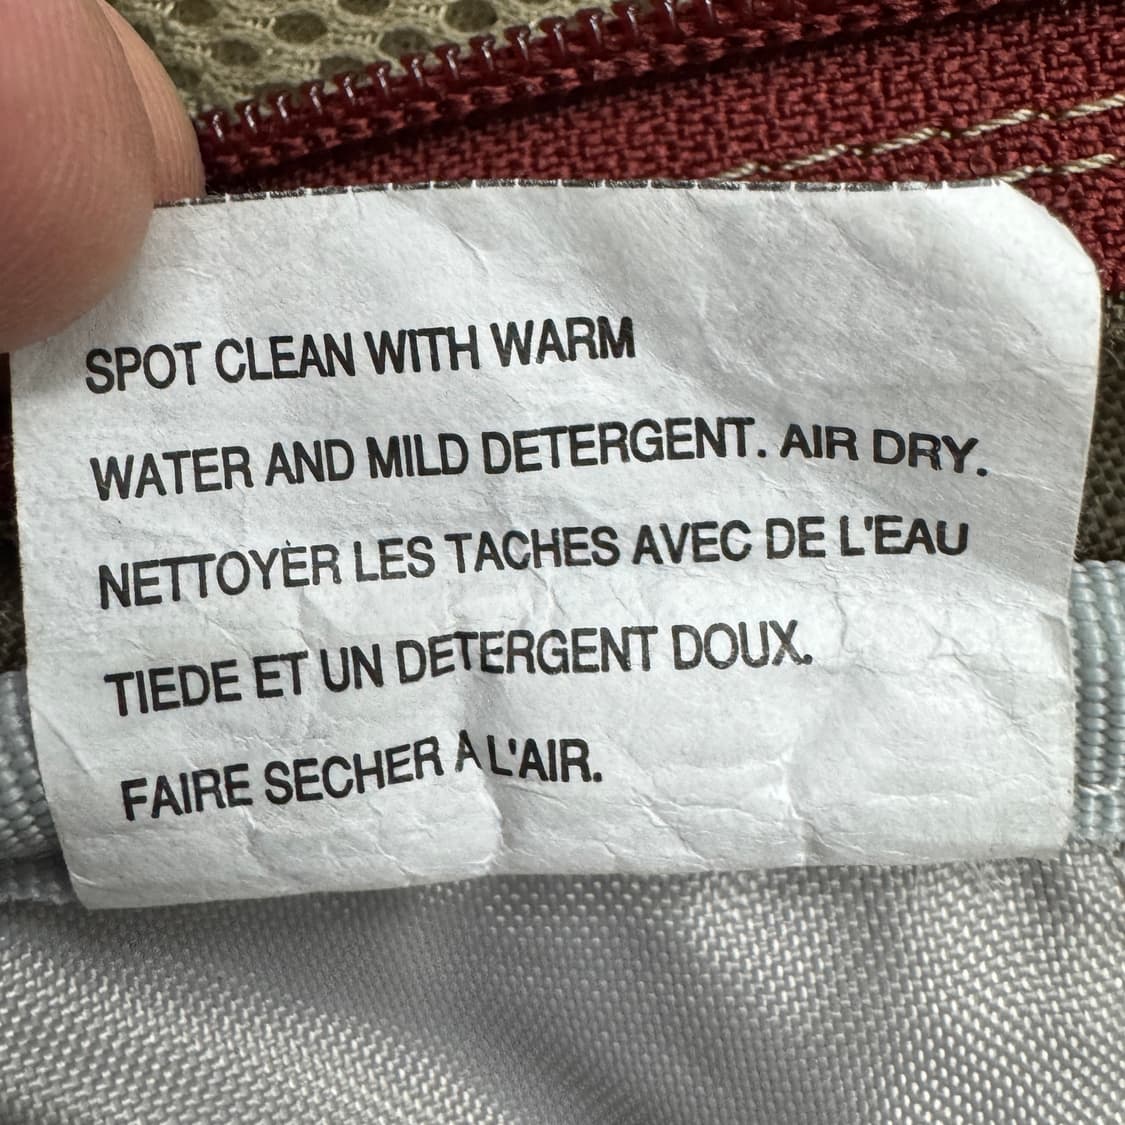 SPOT CLEAN WITH WARM
WATER AND MILD DETERGENT. AIR DRY.
NETTOYÈR LES TACHES AVEC DE L'EAU
TIEDE ET UN DETERGENT DOUX.
FAIRE SECHER A L'AIR.